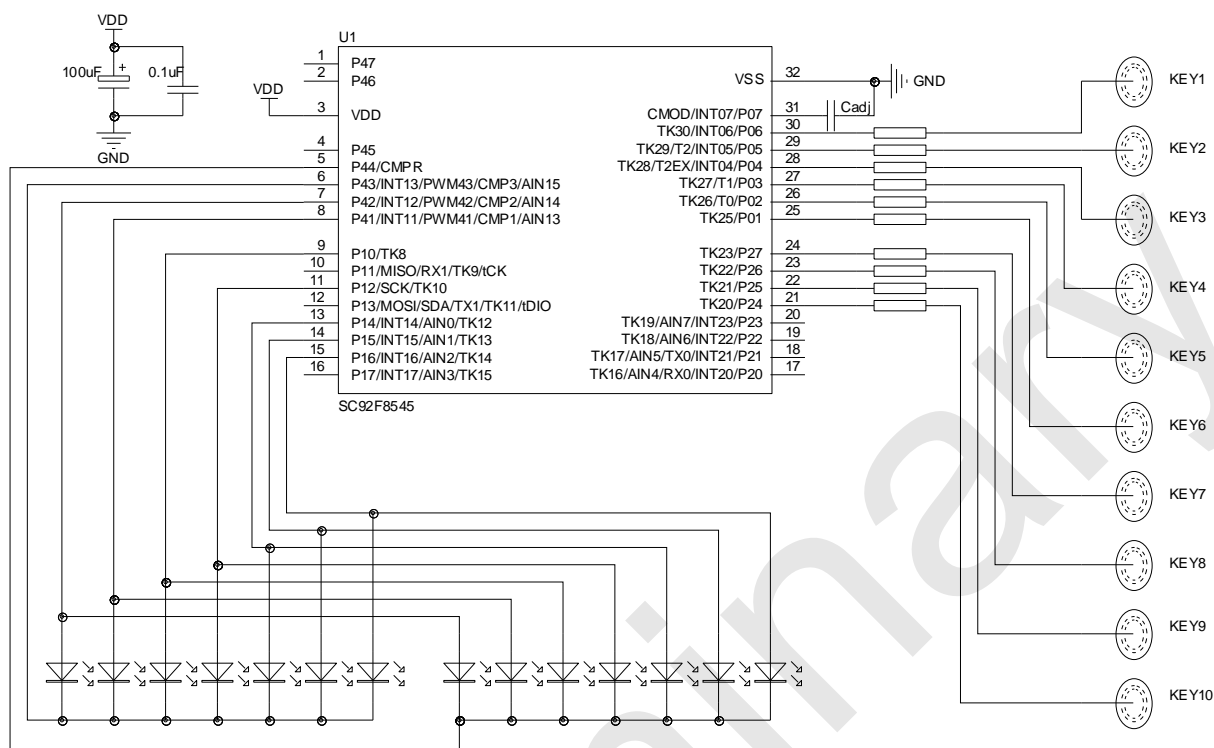 VDD
100uF
+
0.1uF
GND
VDD
U1
1 P47
2 P46
3 VDD
4 P45
5 P44/CMPR
6 P43/INT13/PWM43/CMP3/AIN15
7 P42/INT12/PWM42/CMP2/AIN14
8 P41/INT11/PWM41/CMP1/AIN13
9 P10/TK8
10 P11/MISO/RX1/TK9/tCK
11 P12/SCK/TK10
12 P13/MOSI/SDA/TX1/TK11/tDIO
13 P14/INT14/AIN0/TK12
14 P15/INT15/AIN1/TK13
15 P16/INT16/AIN2/TK14
16 P17/INT17/AIN3/TK15
VSS 32
CMOD/INT07/P07 31
TK30/INT06/P06 30
TK29/T2/INT05/P05 29
TK28/T2EX/INT04/P04 28
TK27/T1/P03 27
TK26/T0/P02 26
TK25/P01 25
TK23/P27 24
TK22/P26 23
TK21/P25 22
TK20/P24 21
TK19/AIN7/INT23/P23 20
TK18/AIN6/INT22/P22 19
TK17/AIN5/TX0/INT21/P21 18
TK16/AIN4/RX0/INT20/P20 17
SC92F8545
Cadj
GND
KEY1
KEY2
KEY3
KEY4
KEY5
KEY6
KEY7
KEY8
KEY9
KEY10
inary